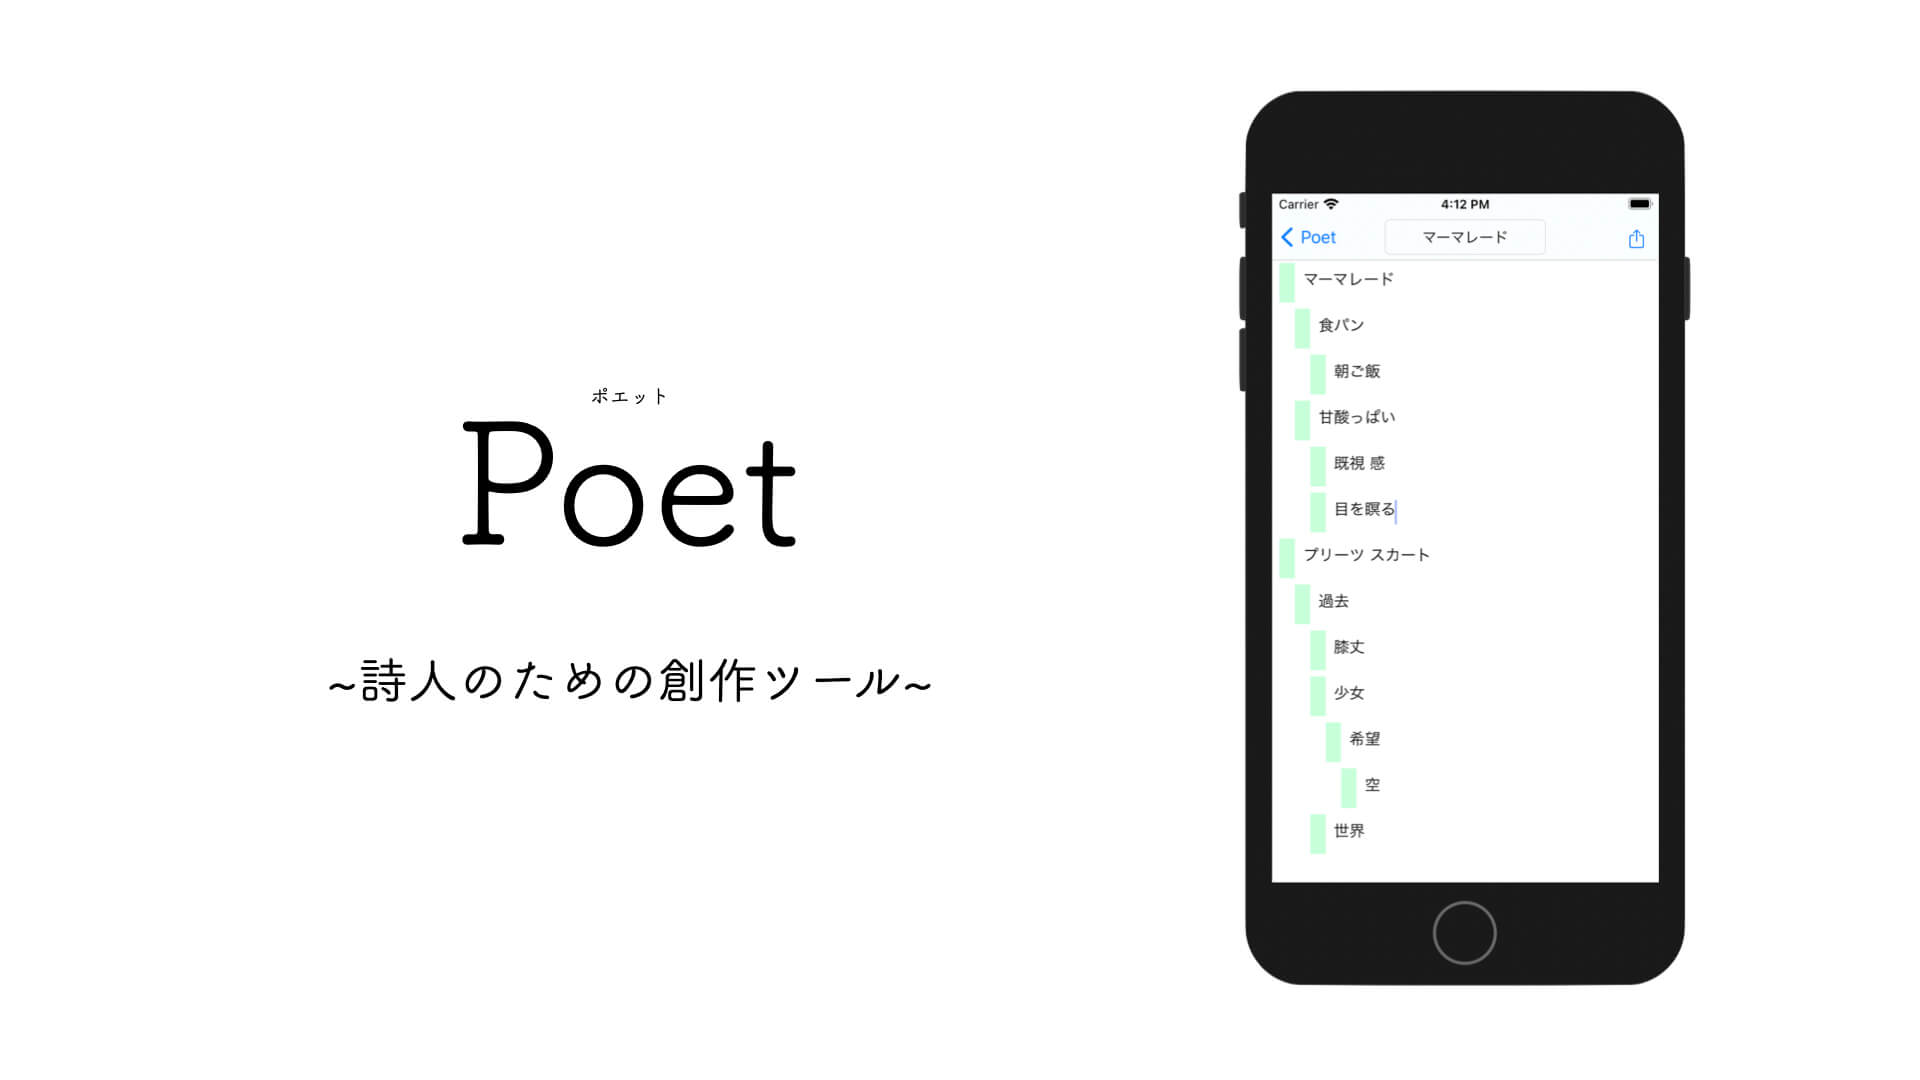 ポエット
Poet
~詩人のための創作ツール~
Carrier 4:12 PM
Poet マーマレード
マーマレード
食パン
朝ご飯
甘酸っぱい
既視 感
目を瞑る
プリーツ スカート
過去
膝丈
少女
希望
空
世界